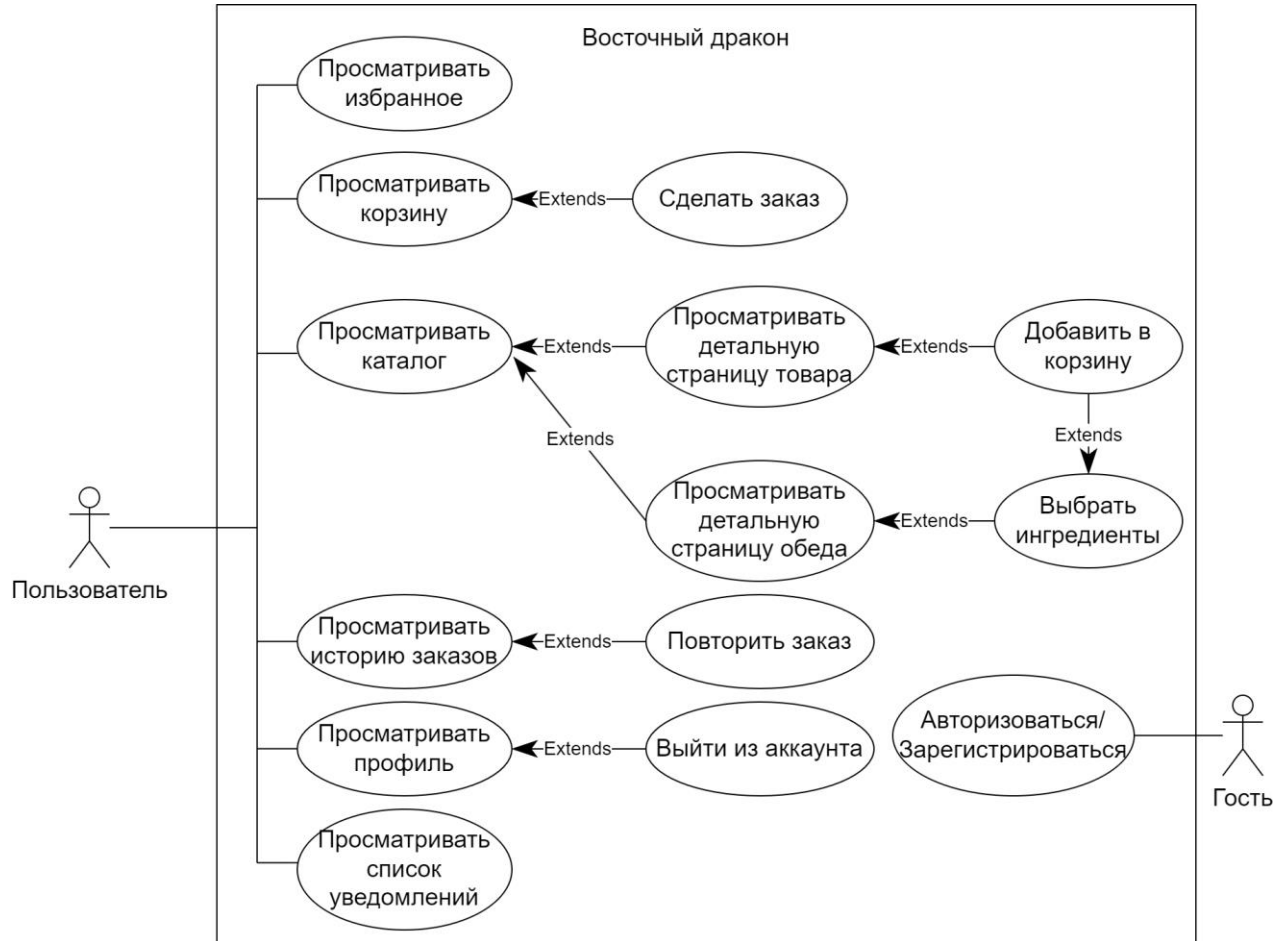 Восточный дракон
Просматривать
избранное
Просматривать
корзину
Extends
Сделать заказ
Просматривать
каталог
Extends
Просматривать
детальную
страницу товара
Extends
Добавить в
корзину
Extends
Extends
Просматривать
детальную
страницу обеда
Extends
Выбрать
ингредиенты
Пользователь
Просматривать
историю заказов
Extends
Повторить заказ
Просматривать
профиль
Extends
Выйти из аккаунта
Авторизоваться/
Зарегистрироваться
Гость
Просматривать
список
уведомлений